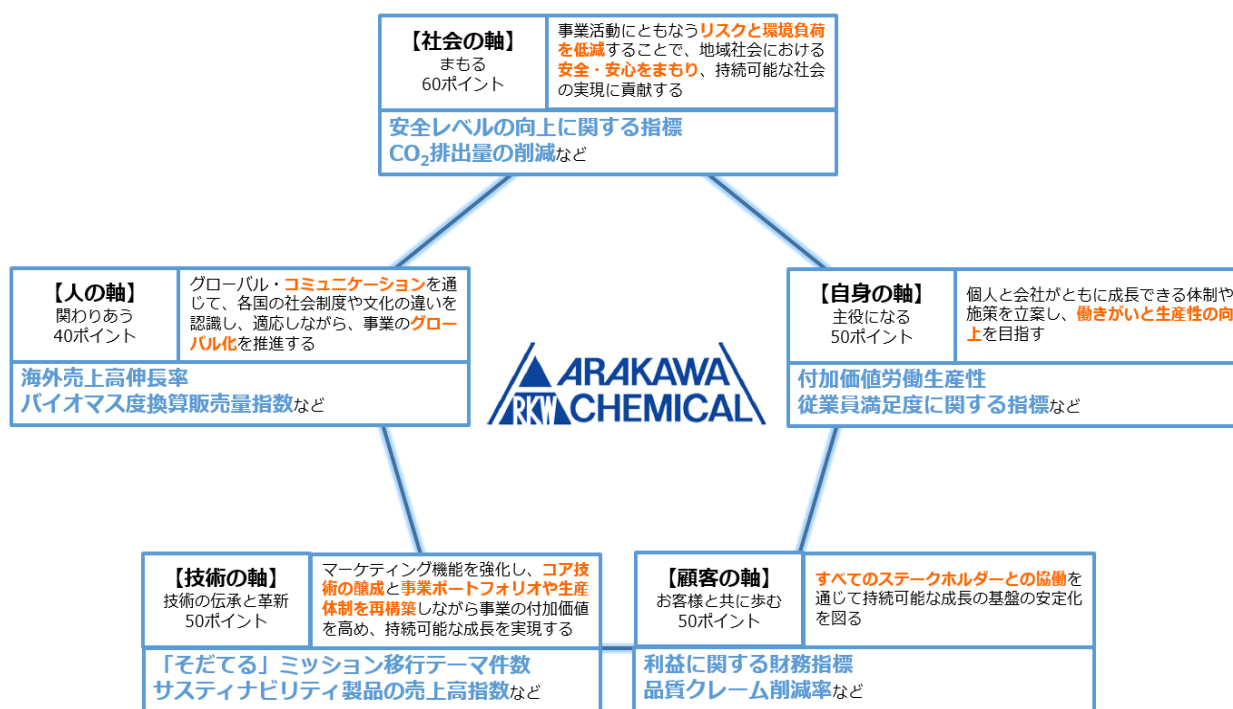 【社会の軸】
まもる
60ポイント
事業活動にともなうリスクと環境負荷
を低減することで、地域社会における
安全・安心をまもり、持続可能な社会
の実現に貢献する
安全レベルの向上に関する指標
CO₂排出量の削減など
【人の軸】
関わりあう
40ポイント
グローバル・コミュニケーションを通
じて、各国の社会制度や文化の違いを
認識し、適応しながら、事業のグロー
バル化を推進する
海外売上高伸長率
バイオマス度換算販売量指数など
【自身の軸】
主役になる
50ポイント
個人と会社がともに成長できる体制や
施策を立案し、働きがいと生産性の向
上を目指す
付加価値労働生産性
従業員満足度に関する指標など
ARAKAWA
RKW CHEMICAL
【技術の軸】
技術の伝承と革新
50ポイント
マーケティング機能を強化し、コア技
術の醸成と事業ポートフォリオや生産
体制を再構築しながら事業の付加価値
を高め、持続可能な成長を実現する
「そだてる」ミッション移行テーマ件数
サスティナビリティ製品の売上高指数など
【顧客の軸】
お客様と共に歩む
50ポイント
すべてのステークホルダーとの協働を
通じて持続可能な成長の基盤の安定化
を図る
利益に関する財務指標
品質クレーム削減率など